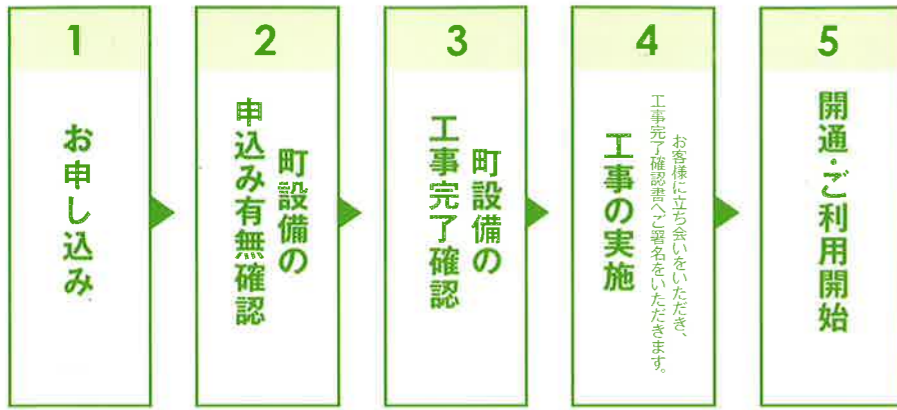 1
お申し込み
2
町設備の
申込み有無確認
3
町設備の
工事完了確認
4
工事の実施
お客様に立ち会いをいただき、
工事完了確認書へご署名をいただきます。
5
開通・ご利用開始